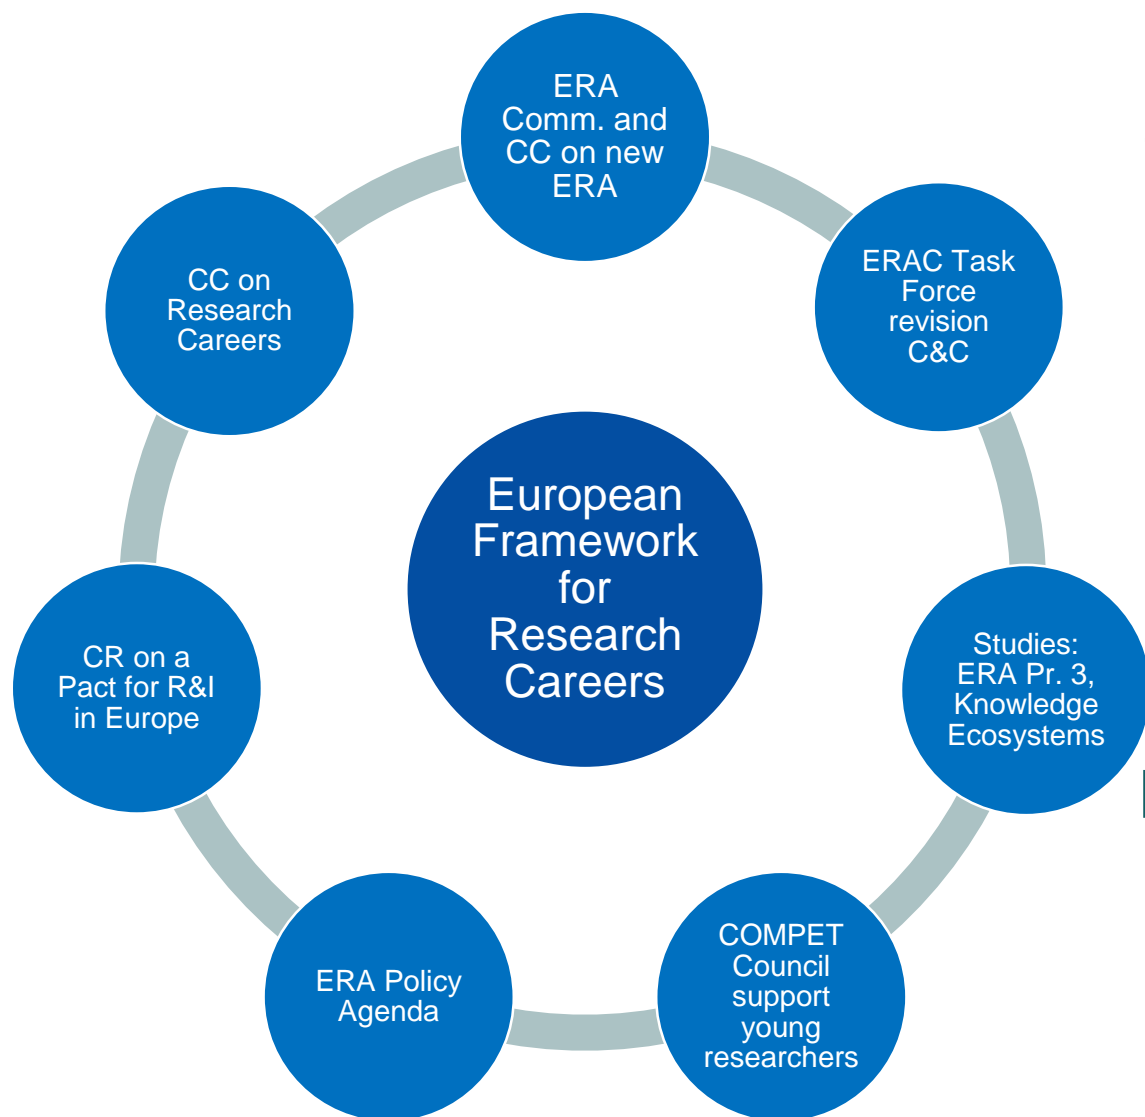 ERA
Comm. and
CC on new
ERA
ERAC Task
Force
revision
C&C
Studies:
ERA Pr. 3,
Knowledge
Ecosystems
COMPET
Council
support
young
researchers
ERA Policy
Agenda
CR on a
Pact for R&I
in Europe
CC on
Research
Careers
European
Framework
for
Research
Careers